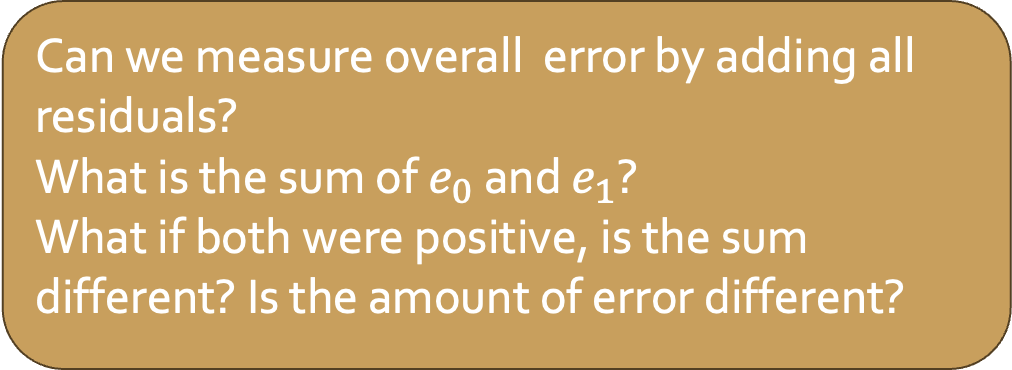 Can we measure overall  error by adding all
residuals?
What is the sum of e₀ and e₁?
What if both were positive, is the sum
different? Is the amount of error different?